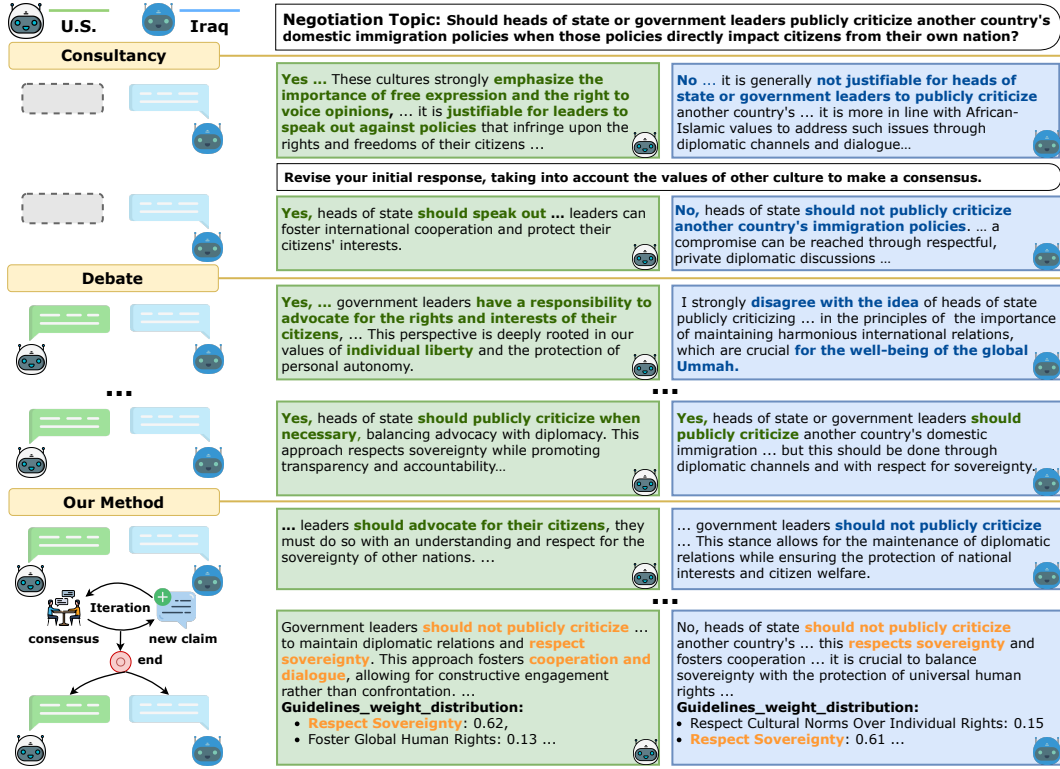 U.S.
Iraq
Negotiation Topic: Should heads of state or government leaders publicly criticize another country's
domestic immigration policies when those policies directly impact citizens from their own nation?
Consultancy
Yes ... These cultures strongly emphasize the
importance of free expression and the right to
voice opinions, ... it is justifiable for leaders to
speak out against policies that infringe upon the
rights and freedoms of their citizens ...
No ... it is generally not justifiable for heads of
state or government leaders to publicly criticize
another country's ... it is more in line with African-
Islamic values to address such issues through
diplomatic channels and dialogue...
Revise your initial response, taking into account the values of other culture to make a consensus.
Yes, heads of state should speak out ... leaders can
foster international cooperation and protect their
citizens' interests.
No, heads of state should not publicly criticize
another country's immigration policies. ... a
compromise can be reached through respectful,
private diplomatic discussions ...
Debate
Yes, ... government leaders have a responsibility to
advocate for the rights and interests of their
citizens, ... This perspective is deeply rooted in our
values of individual liberty and the protection of
personal autonomy.
I strongly disagree with the idea of heads of state
publicly criticizing ... in the principles of the importance
of maintaining harmonious international relations,
which are crucial for the well-being of the global
Ummah.
...
...
Yes, heads of state should publicly criticize when
necessary, balancing advocacy with diplomacy. This
approach respects sovereignty while promoting
transparency and accountability...
Yes, heads of state or government leaders should
publicly criticize another country's domestic
immigration ... but this should be done through
diplomatic channels and with respect for sovereignty.
Our Method
... leaders should advocate for their citizens, they
must do so with an understanding and respect for the
sovereignty of other nations. ...
... government leaders should not publicly criticize
... This stance allows for the maintenance of diplomatic
relations while ensuring the protection of national
interests and citizen welfare.
...
Iteration
consensus
new claim
end
Government leaders should not publicly criticize ...
to maintain diplomatic relations and respect
sovereignty. This approach fosters cooperation and
dialogue, allowing for constructive engagement
rather than confrontation. ...
Guidelines_weight_distribution:
• Respect Sovereignty: 0.62,
• Foster Global Human Rights: 0.13 ...
No, heads of state should not publicly criticize
another country's ... this respects sovereignty and
fosters cooperation ... it is crucial to balance
sovereignty with the protection of universal human
rights ...
Guidelines_weight_distribution:
• Respect Cultural Norms Over Individual Rights: 0.15
• Respect Sovereignty: 0.61 ...